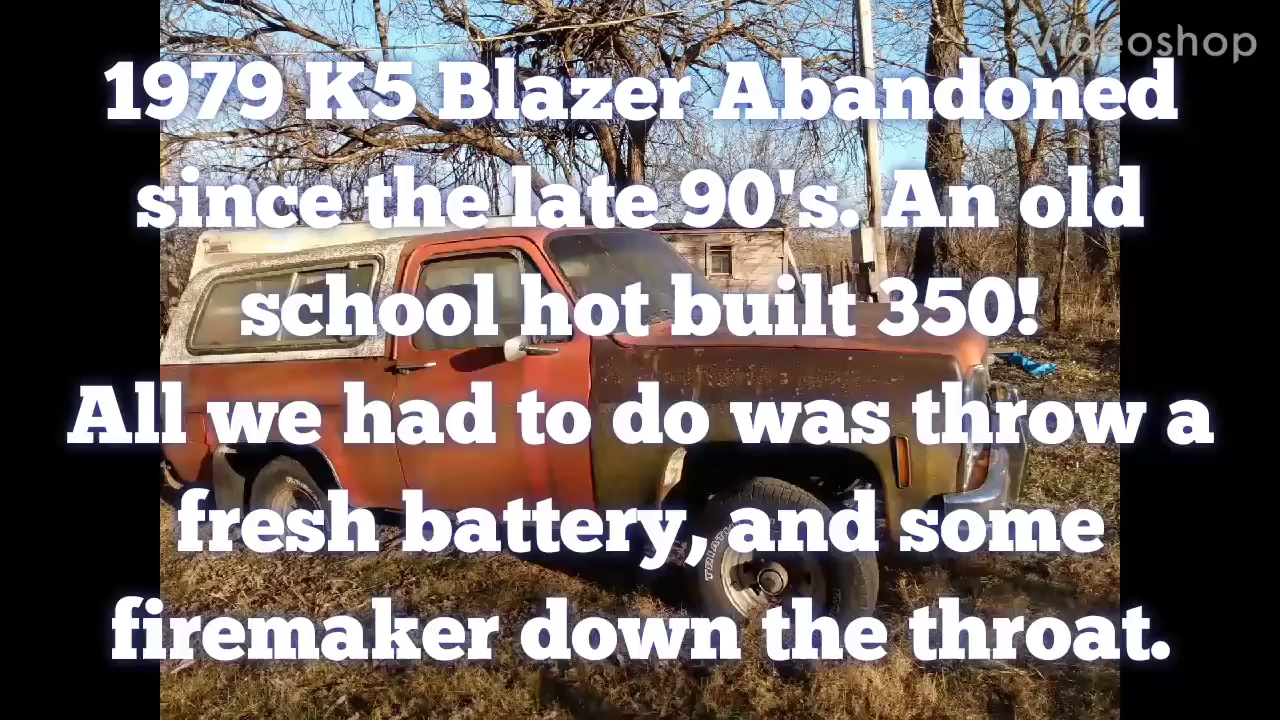 Videoshop
1979 K5 Blazer Abandoned
since the late 90's. An old
school hot built 350!
All we had to do was throw a
fresh battery, and some
firemaker down the throat.